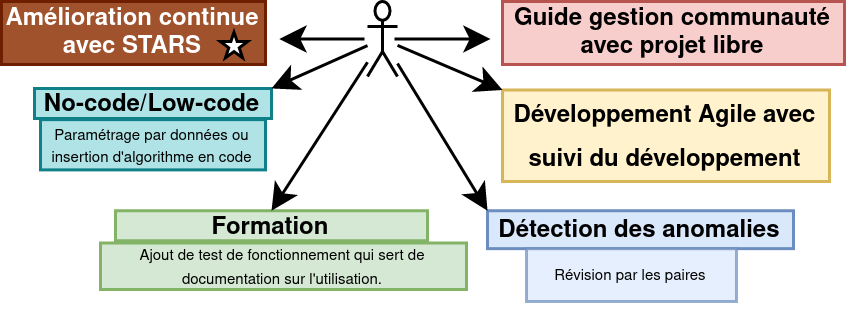 Amélioration continue
avec STARS
Guide gestion communauté
avec projet libre
No-code/Low-code
Paramétrage par données ou
insertion d'algorithme en code
Développement Agile avec
suivi du développement
Formation
Ajout de test de fonctionnement qui sert de
documentation sur l'utilisation.
Détection des anomalies
Révision par les paires